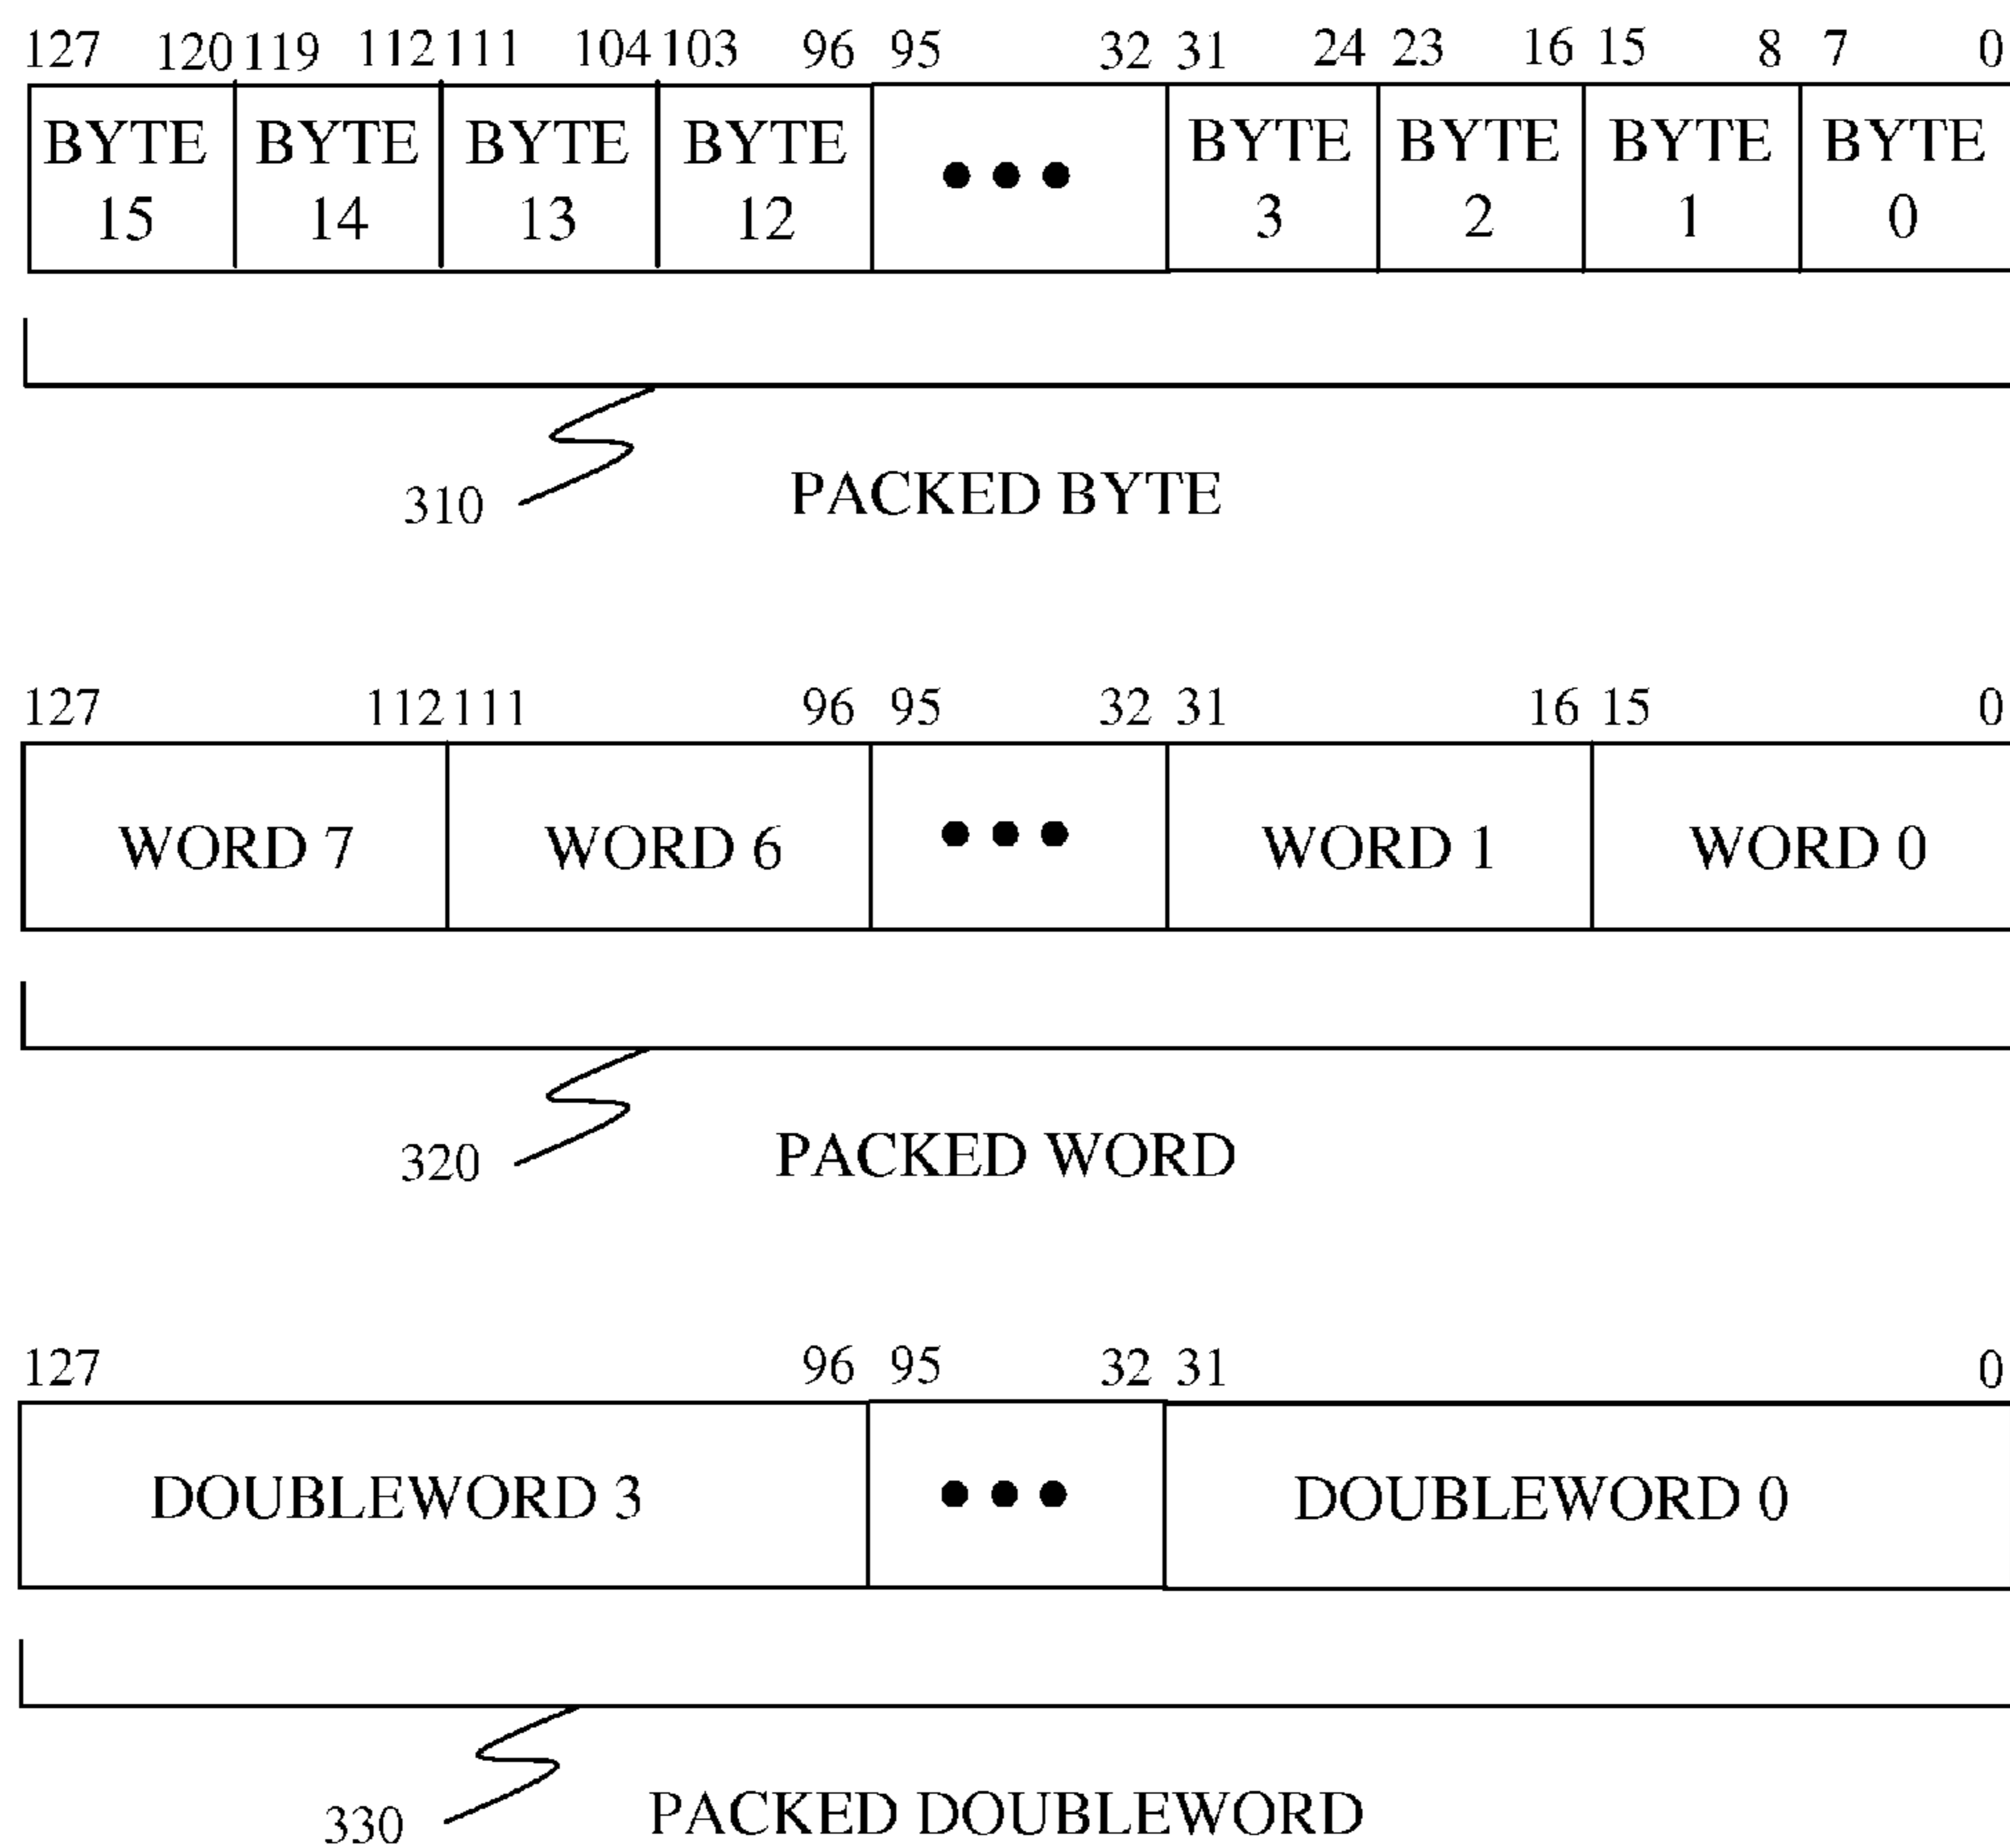 127 120 119 112 111 104 103 96 95 32 31 24 23 16 15 8 7 0
BYTE 15 BYTE 14 BYTE 13 BYTE 12 ●●● BYTE 3 BYTE 2 BYTE 1 BYTE 0
310 PACKED BYTE
127 112 111 96 95 32 31 16 15 0
WORD 7 WORD 6 ●●● WORD 1 WORD 0
320 PACKED WORD
127 96 95 32 31 0
DOUBLEWORD 3 ●●● DOUBLEWORD 0
330 PACKED DOUBLEWORD